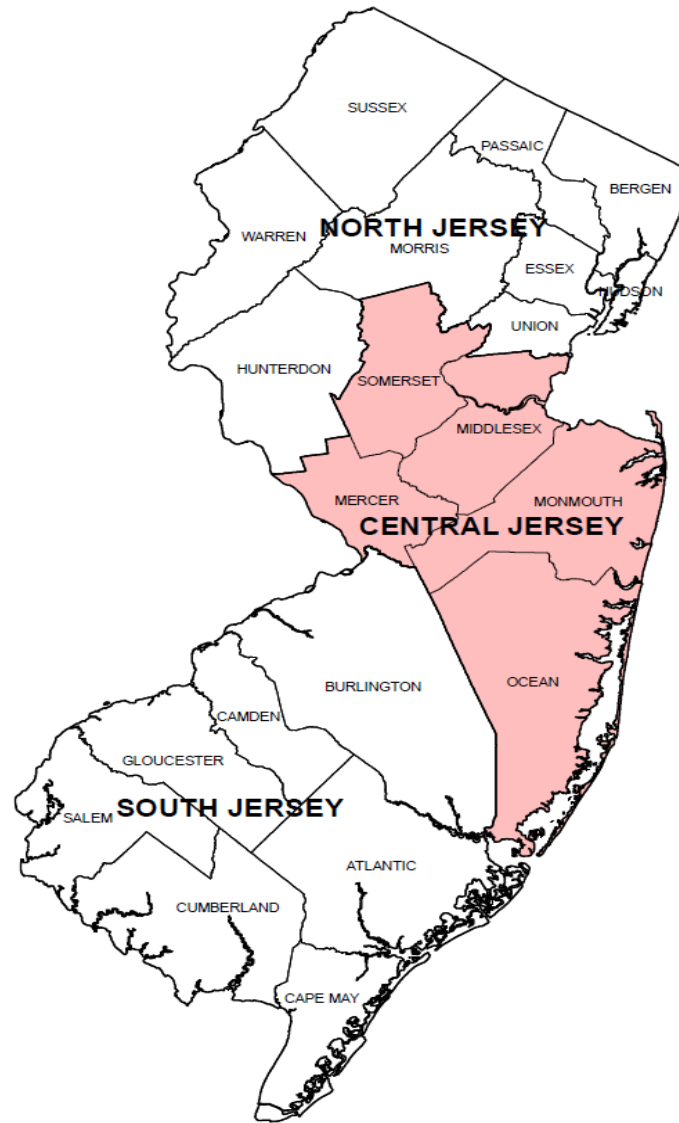 SUSSEX
PASSAIC
BERGEN
NORTH JERSEY
WARREN
MORRIS
ESSEX
HUDSON
UNION
HUNTERDON
SOMERSET
MIDDLESEX
MERCER
MONMOUTH
CENTRAL JERSEY
OCEAN
BURLINGTON
CAMDEN
GLOUCESTER
SOUTH JERSEY
SALEM
ATLANTIC
CUMBERLAND
CAPE MAY